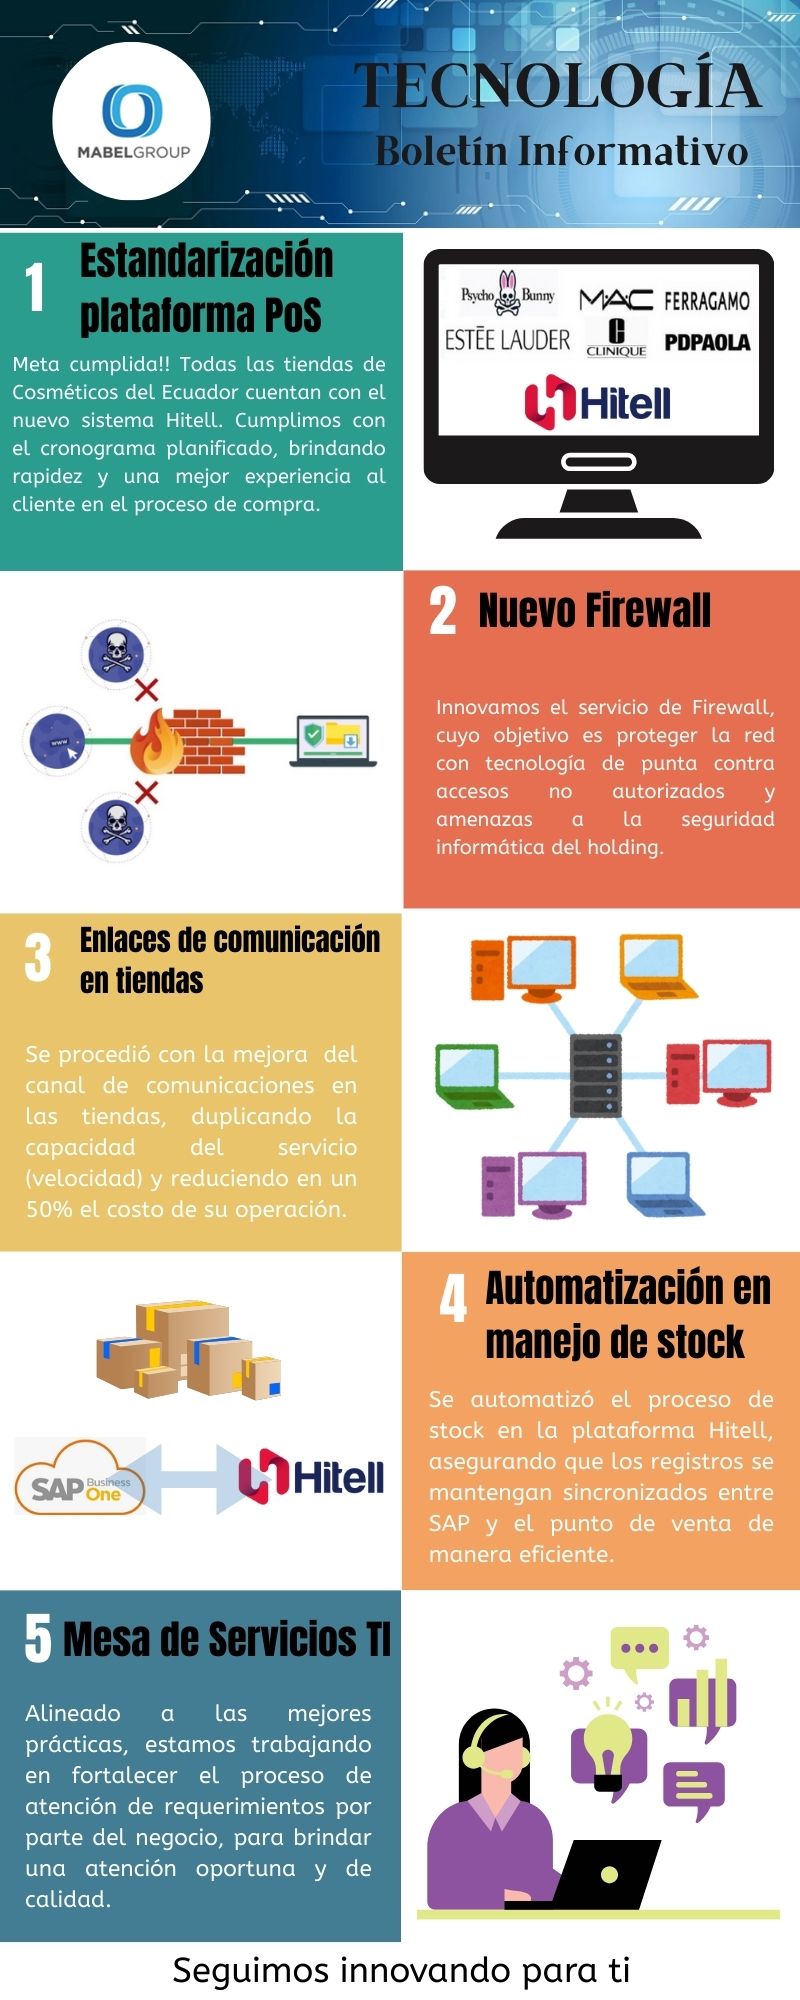 MABELGROUP
TECNOLOGÍA
Boletín Informativo
1
Estandarización
plataforma PoS
Meta cumplida!! Todas las tiendas de
Cosméticos del Ecuador cuentan con el
nuevo sistema Hitell. Cumplimos con
el cronograma planificado, brindando
rapidez y una mejor experiencia al
cliente en el proceso de compra.
Psycho Bunny
MAC
FERRAGAMO
ESTĒE LAUDER
CLINIQUE
PDPAOLA
Hitell
www
2
Nuevo Firewall
Innovamos el servicio de Firewall,
cuyo objetivo es proteger la red
con tecnología de punta contra
accesos no autorizados y
amenazas a la seguridad
informática del holding.
3
Enlaces de comunicación
en tiendas
Se procedió con la mejora del
canal de comunicaciones en
las tiendas, duplicando la
capacidad del servicio
(velocidad) y reduciendo en un
50% el costo de su operación.
SAP Business
One
Hitell
4
Automatización en
manejo de stock
Se automatizó el proceso de
stock en la plataforma Hitell,
asegurando que los registros se
mantengan sincronizados entre
SAP y el punto de venta de
manera eficiente.
5
Mesa de Servicios TI
Alineado a las mejores
prácticas, estamos trabajando
en fortalecer el proceso de
atención de requerimientos por
parte del negocio, para brindar
una atención oportuna y de
calidad.
Seguimos innovando para ti